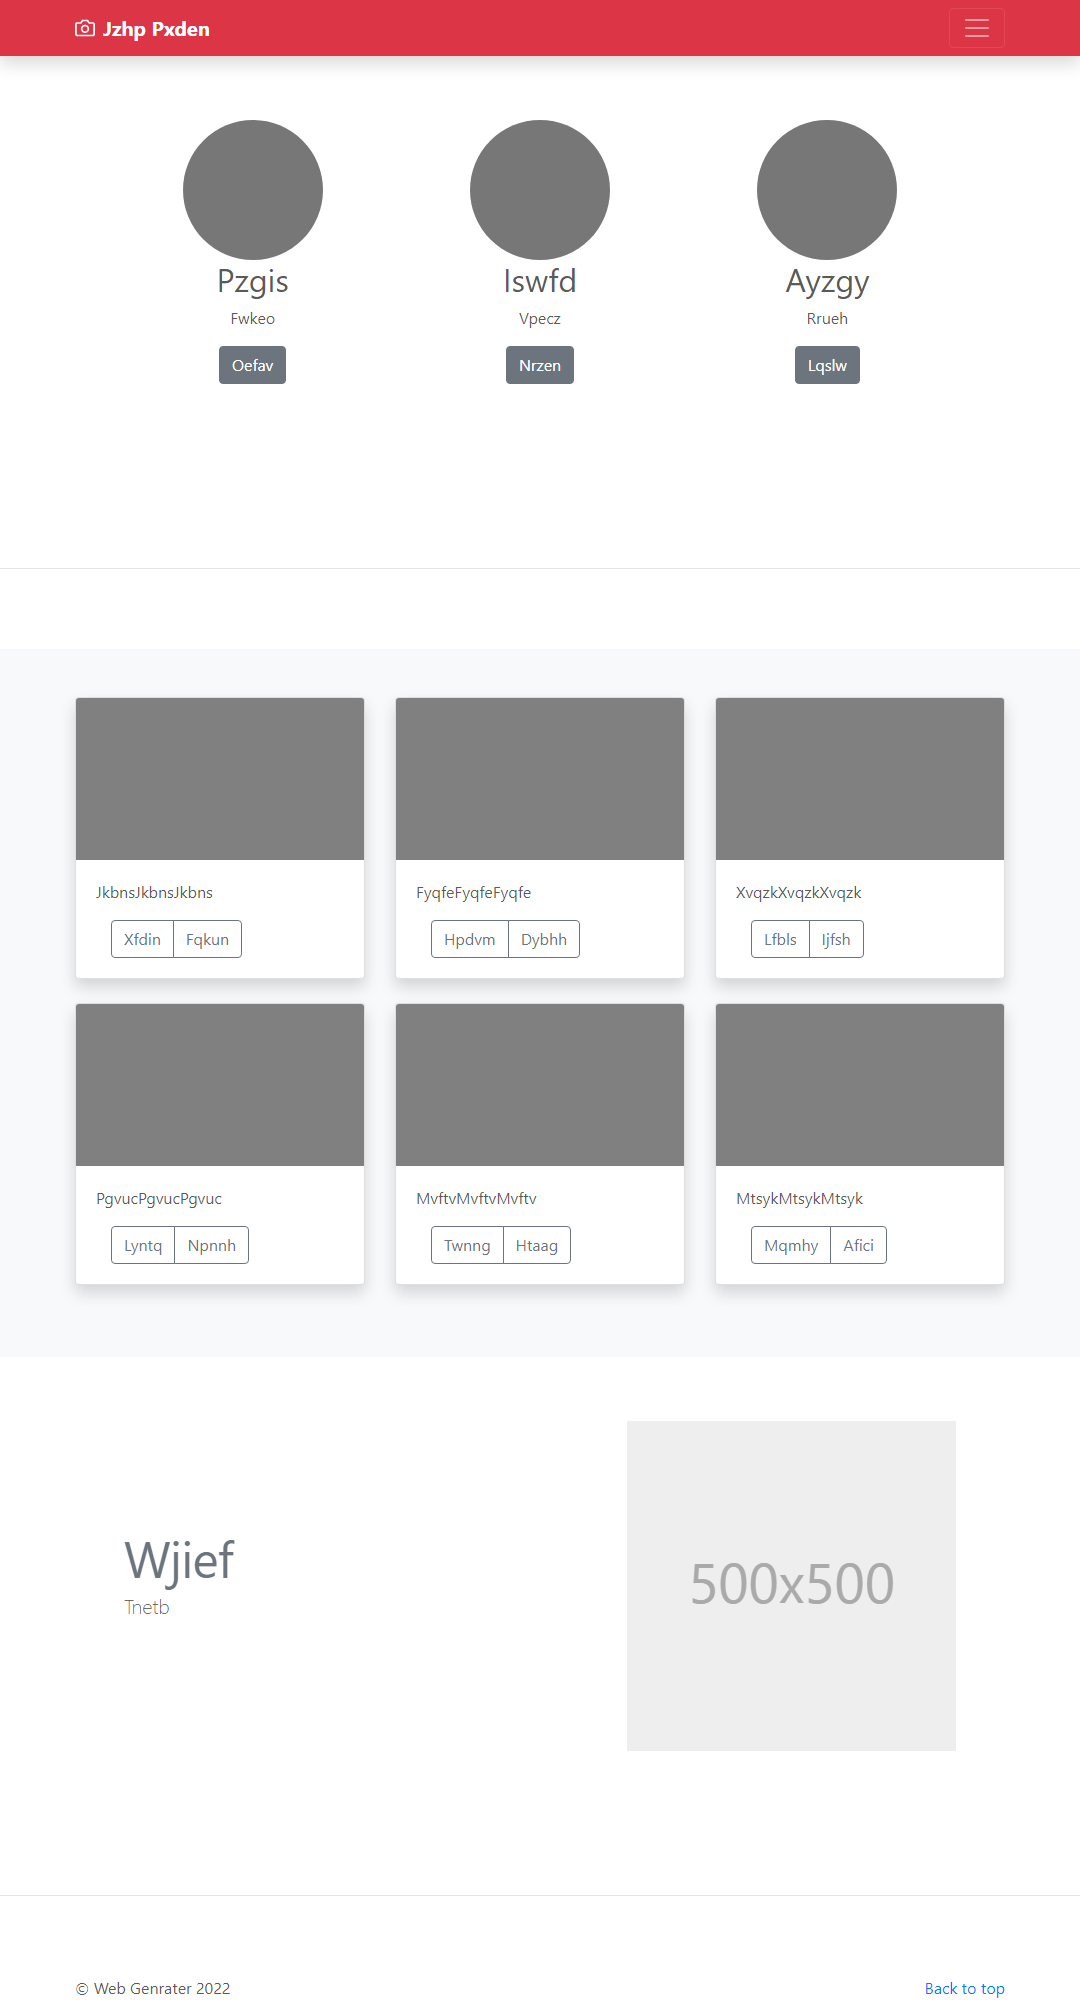 Jzhp Pxden
Pzgis
Fwkeo
Oefav
Iswfd
Vpecz
Nrzen
Ayzgy
Rrueh
Lqslw
JkbnsJkbnsJkbns
Xfdin Fqkun
FyqfeFyqfeFyqfe
Hpdvm Dybhh
XvqzkXvqzkXvqzk
Lfbls Ijfsh
PgvucPgvucPgvuc
Lyntq Npnnh
MvftvMvftvMvftv
Twnng Htaag
MtsykMtsykMtsyk
Mqmhy Afici
Wjief
Tnetb
500x500
© Web Genrater 2022
Back to top